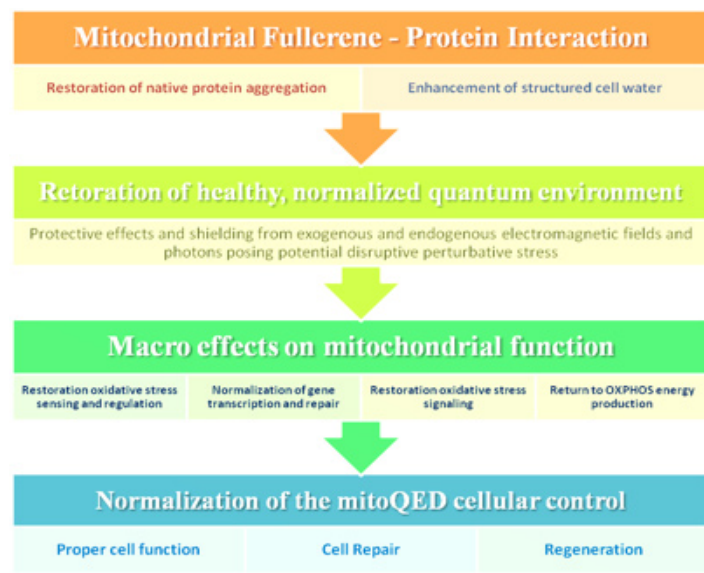 Mitochondrial Fullerene - Protein Interaction
Restoration of native protein aggregation
Enhancement of structured cell water
Retoration of healthy, normalized quantum environment
Protective effects and shielding from exogenous and endogenous electromagnetic fields and
photons posing potential disruptive perturbative stress
Macro effects on mitochondrial function
Restoration oxidative stress
sensing and regulation
Normalization of gene
transcription and repair
Restoration oxidative stress
signaling
Return to OXPHOS energy
production
Normalization of the mitoQED cellular control
Proper cell function
Cell Repair
Regeneration